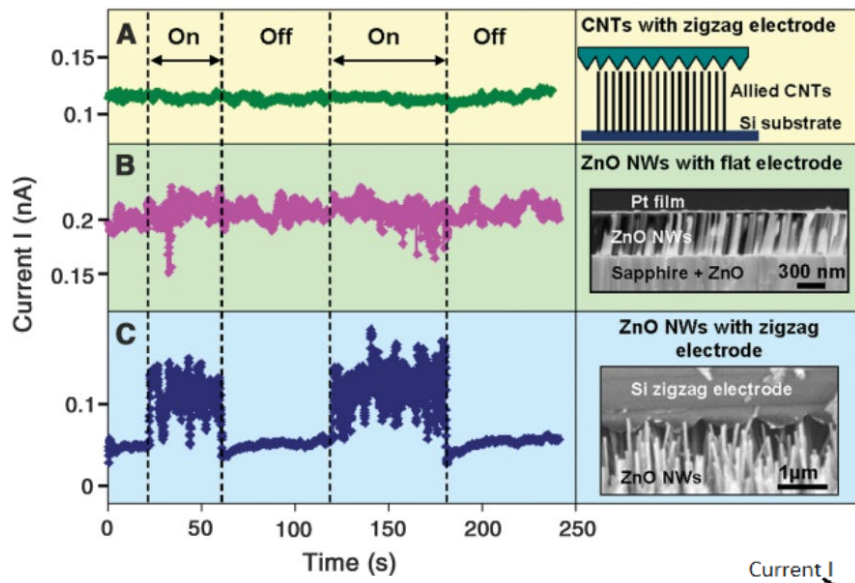 A
On
Off
On
Off
CNTs with zigzag electrode
0.15
0.1
Allied CNTs
Si substrate
B
ZnO NWs with flat electrode
0.2
0.15
Pt film
ZnO NWs
Sapphire + ZnO
300 nm
Current I (nA)
C
ZnO NWs with zigzag
electrode
0.1
0
Si zigzag electrode
ZnO NWs
1μm
0
50
100
150
200
250
Time (s)
Current I